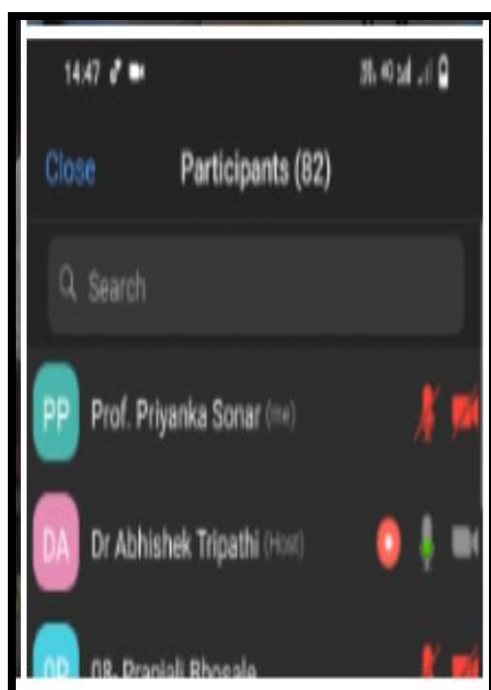 14:47
Close Participants (82)
Search
PP Prof. Priyanka Sonar (me)
DA Dr Abhishek Tripathi (Host)
0P 08- Pranjali Bhosale